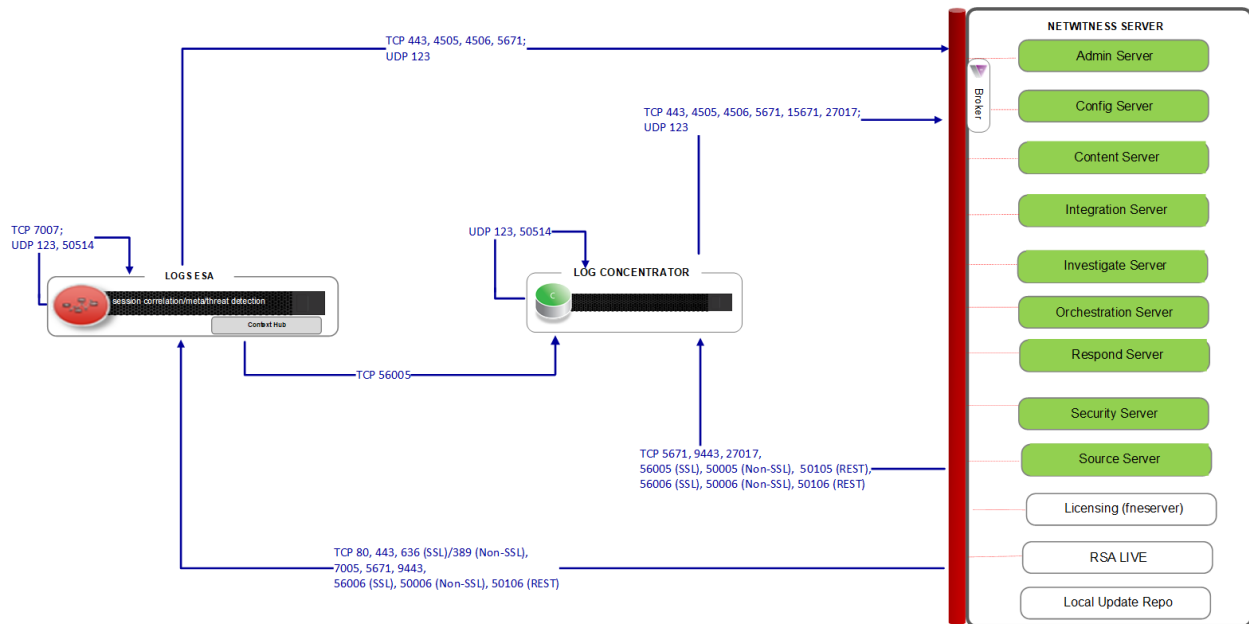 NETWITNESS SERVER
TCP 443, 4505, 4506, 5671;
UDP 123
Admin Server
Broker
Config Server
TCP 443, 4505, 4506, 5671, 15671, 27017;
UDP 123
Content Server
Integration Server
TCP 7007;
UDP 123, 50514
UDP 123, 50514
LOGS ESA
LOG CONCENTRATOR
Investigate Server
session correlation/meta/threat detection
C
Context Hub
Orchestration Server
Respond Server
TCP 56005
Security Server
TCP 5671, 9443, 27017,
56005 (SSL), 50005 (Non-SSL), 50105 (REST),
56006 (SSL), 50006 (Non-SSL), 50106 (REST)
Source Server
Licensing (fneserver)
TCP 80, 443, 636 (SSL)/389 (Non-SSL),
7005, 5671, 9443,
56006 (SSL), 50006 (Non-SSL), 50106 (REST)
RSA LIVE
Local Update Repo